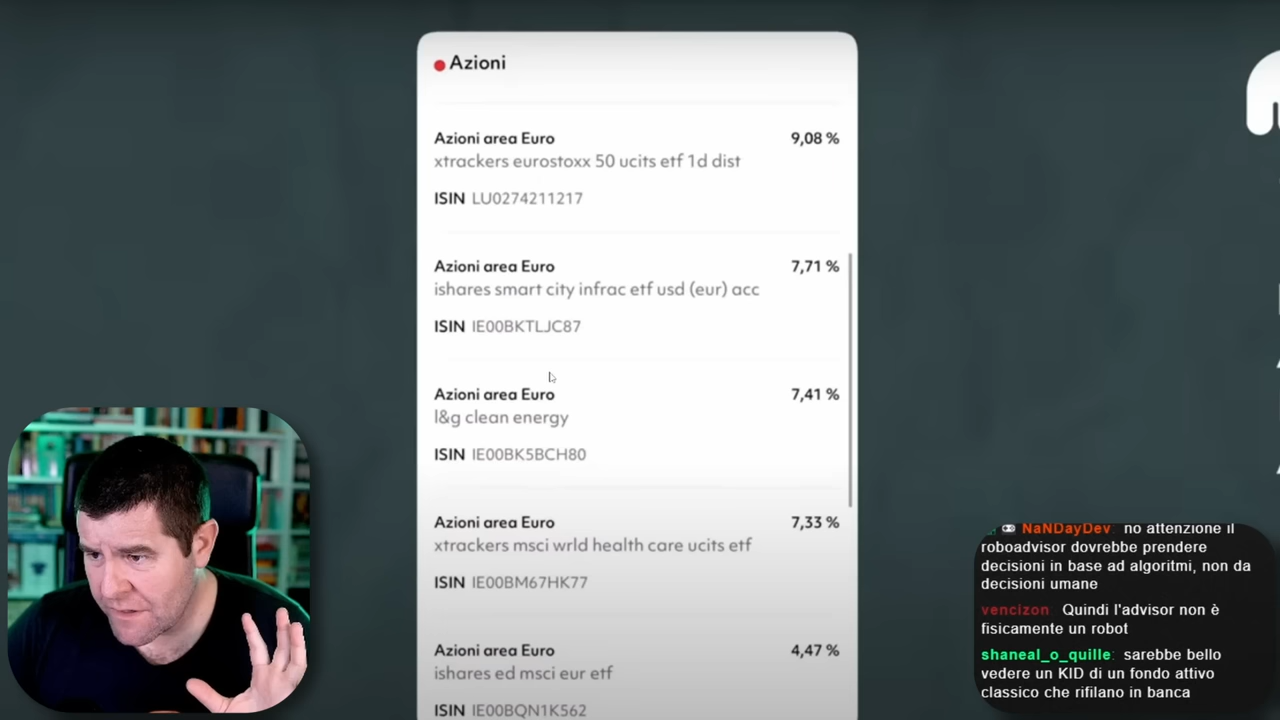 Azioni
Azioni area Euro 9,08 %
xtrackers eurostoxx 50 ucits etf 1d dist
ISIN LU0274211217
Azioni area Euro 7,71 %
ishares smart city infrac etf usd (eur) acc
ISIN IE00BKTLJC87
Azioni area Euro 7,41 %
l&g clean energy
ISIN IE00BK5BCH80
Azioni area Euro 7,33 %
xtrackers msci wrld health care ucits etf
ISIN IE00BM67HK77
Azioni area Euro 4,47 %
ishares ed msci eur etf
ISIN IE00BQN1K562
NaNDayDev: no attenzione il
roboadvisor dovrebbe prendere
decisioni in base ad algoritmi, non da
decisioni umane
vencizon: Quindi l'advisor non è
fisicamente un robot
shaneal_o_quille: sarebbe bello
vedere un KID di un fondo attivo
classico che rifilano in banca